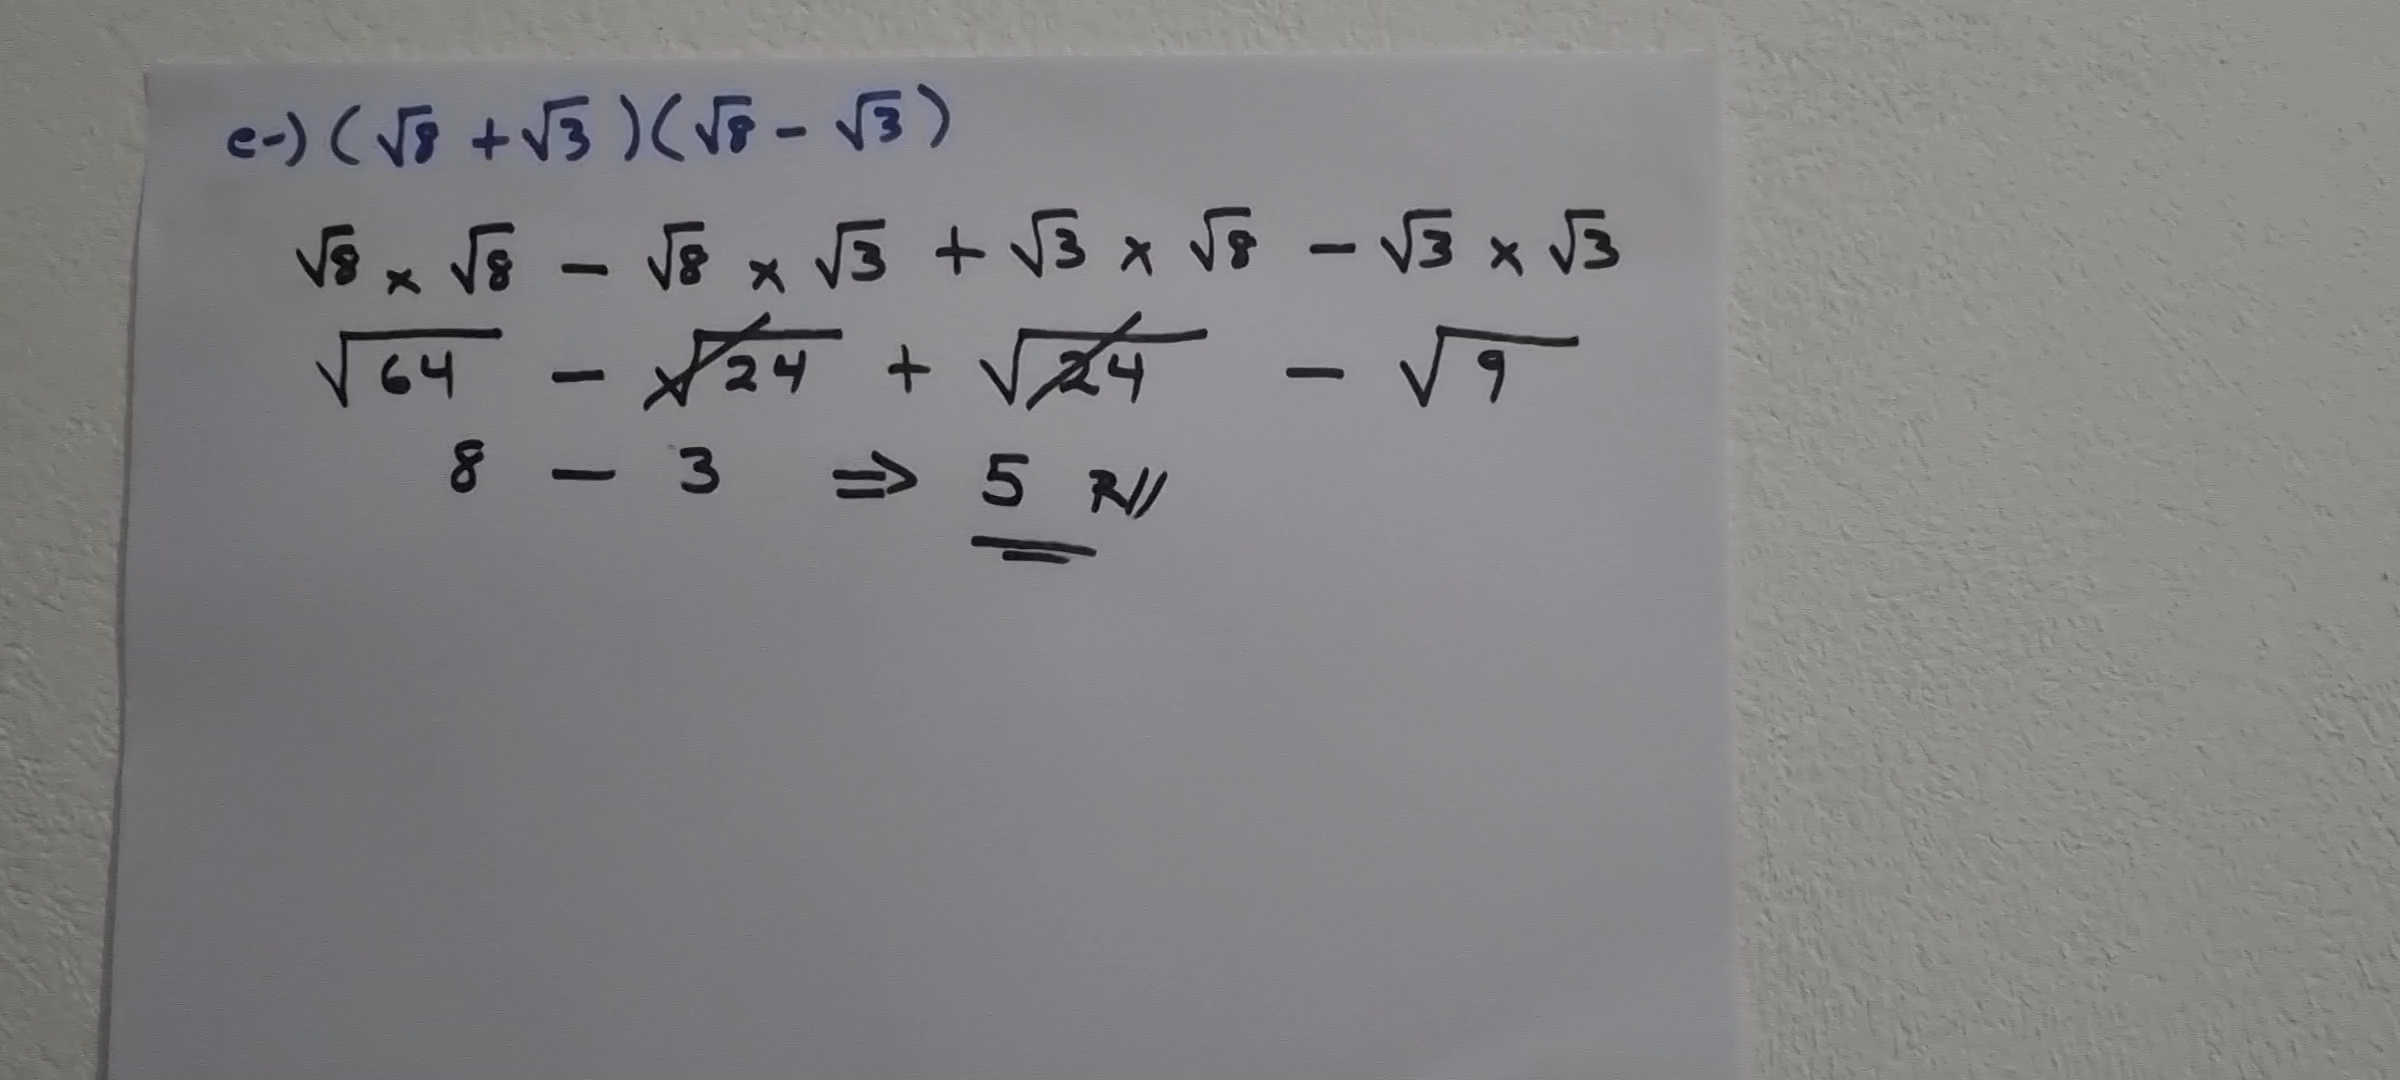 e-) (√8 + √3)(√8 - √3)
√8 x √8 - √8 x √3 + √3 x √8 - √3 x √3
√64 - √24 + √24 - √9
8 - 3 ⇒ 5 R//